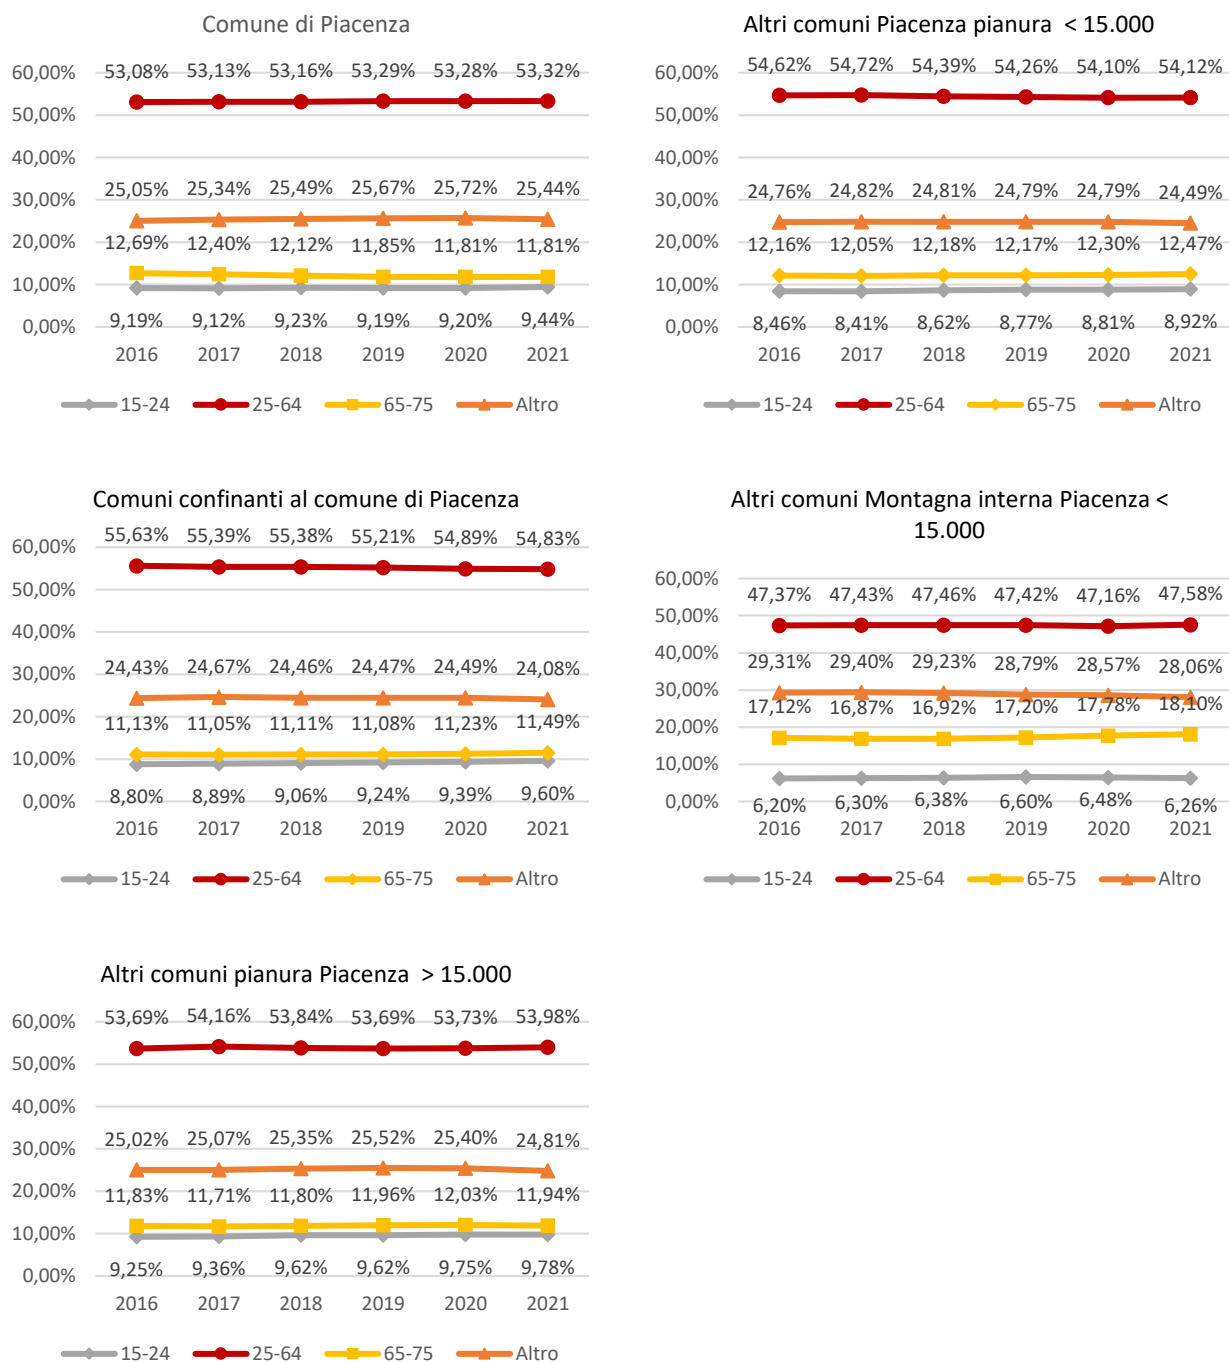 Comune di Piacenza
60,00%
50,00%
40,00%
30,00%
20,00%
10,00%
0,00%
53,08% 53,13% 53,16% 53,29% 53,28% 53,32%
25,05% 25,34% 25,49% 25,67% 25,72% 25,44%
12,69% 12,40% 12,12% 11,85% 11,81% 11,81%
9,19% 9,12% 9,23% 9,19% 9,20% 9,44%
2016 2017 2018 2019 2020 2021
15-24 25-64 65-75 Altro
Altri comuni Piacenza pianura < 15.000
60,00%
50,00%
40,00%
30,00%
20,00%
10,00%
0,00%
54,62% 54,72% 54,39% 54,26% 54,10% 54,12%
24,76% 24,82% 24,81% 24,79% 24,79% 24,49%
12,16% 12,05% 12,18% 12,17% 12,30% 12,47%
8,46% 8,41% 8,62% 8,77% 8,81% 8,92%
2016 2017 2018 2019 2020 2021
15-24 25-64 65-75 Altro
Comuni confinanti al comune di Piacenza
60,00%
50,00%
40,00%
30,00%
20,00%
10,00%
0,00%
55,63% 55,39% 55,38% 55,21% 54,89% 54,83%
24,43% 24,67% 24,46% 24,47% 24,49% 24,08%
11,13% 11,05% 11,11% 11,08% 11,23% 11,49%
8,80% 8,89% 9,06% 9,24% 9,39% 9,60%
2016 2017 2018 2019 2020 2021
15-24 25-64 65-75 Altro
Altri comuni Montagna interna Piacenza <
15.000
60,00%
50,00%
40,00%
30,00%
20,00%
10,00%
0,00%
47,37% 47,43% 47,46% 47,42% 47,16% 47,58%
29,31% 29,40% 29,23% 28,79% 28,57% 28,06%
17,12% 16,87% 16,92% 17,20% 17,78% 18,10%
6,20% 6,30% 6,38% 6,60% 6,48% 6,26%
2016 2017 2018 2019 2020 2021
15-24 25-64 65-75 Altro
Altri comuni pianura Piacenza > 15.000
60,00%
50,00%
40,00%
30,00%
20,00%
10,00%
0,00%
53,69% 54,16% 53,84% 53,69% 53,73% 53,98%
25,02% 25,07% 25,35% 25,52% 25,40% 24,81%
11,83% 11,71% 11,80% 11,96% 12,03% 11,94%
9,25% 9,36% 9,62% 9,62% 9,75% 9,78%
2016 2017 2018 2019 2020 2021
15-24 25-64 65-75 Altro